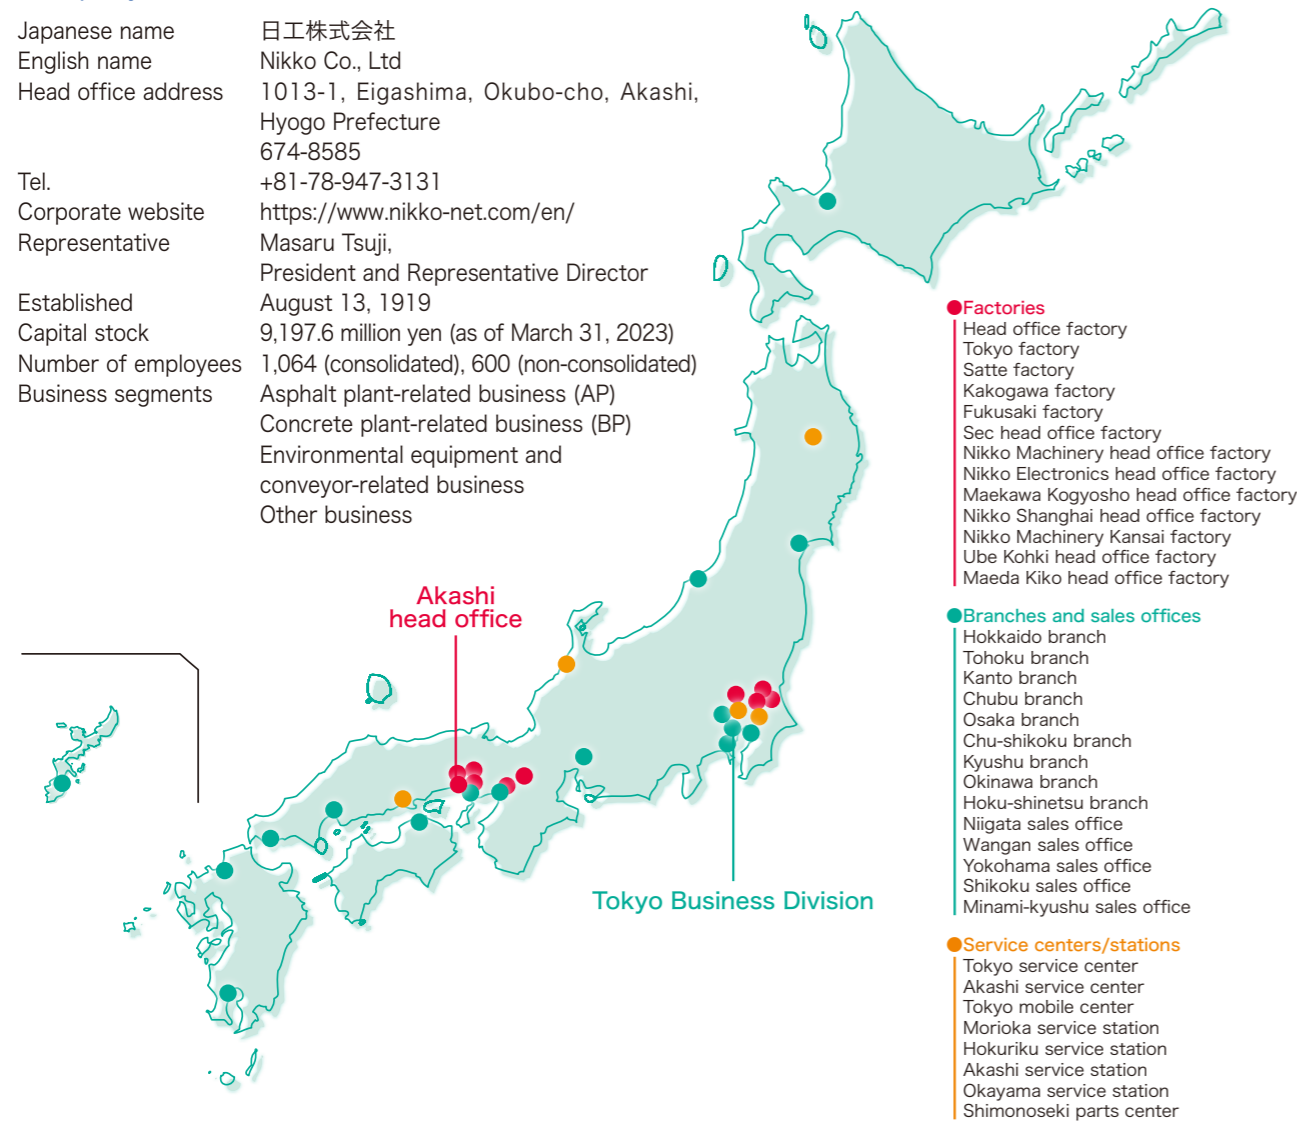 Japanese name 日工株式会社
English name Nikko Co., Ltd
Head office address 1013-1, Eigashima, Okubo-cho, Akashi,
Hyogo Prefecture
674-8585
Tel. +81-78-947-3131
Corporate website https://www.nikko-net.com/en/
Representative Masaru Tsuji,
President and Representative Director
Established August 13, 1919
Capital stock 9,197.6 million yen (as of March 31, 2023)
Number of employees 1,064 (consolidated), 600 (non-consolidated)
Business segments Asphalt plant-related business (AP)
Concrete plant-related business (BP)
Environmental equipment and
conveyor-related business
Other business
Akashi
head office
Tokyo Business Division
Factories
Head office factory
Tokyo factory
Satte factory
Kakogawa factory
Fukusaki factory
Sec head office factory
Nikko Machinery head office factory
Nikko Electronics head office factory
Maekawa Kogyosho head office factory
Nikko Shanghai head office factory
Nikko Machinery Kansai factory
Ube Kohki head office factory
Maeda Kiko head office factory
Branches and sales offices
Hokkaido branch
Tohoku branch
Kanto branch
Chubu branch
Osaka branch
Chu-shikoku branch
Kyushu branch
Okinawa branch
Hoku-shinetsu branch
Niigata sales office
Wangan sales office
Yokohama sales office
Shikoku sales office
Minami-kyushu sales office
Service centers/stations
Tokyo service center
Akashi service center
Tokyo mobile center
Morioka service station
Hokuriku service station
Akashi service station
Okayama service station
Shimonoseki parts center